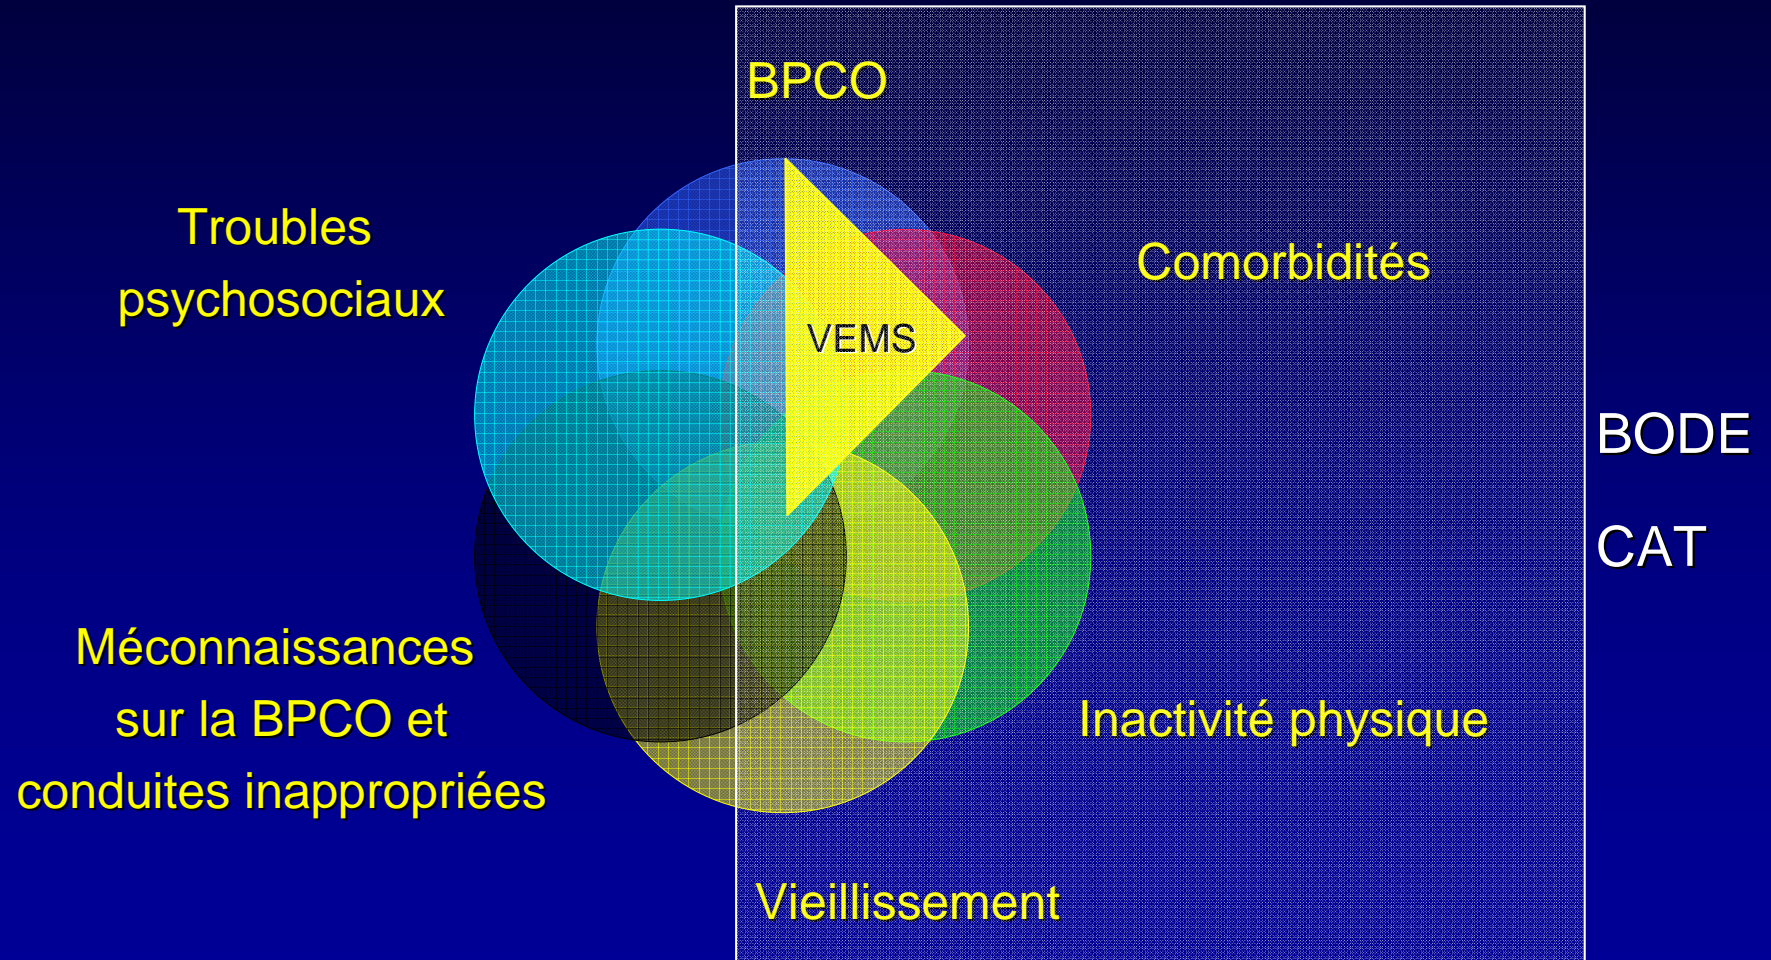 BPCO
Troubles
psychosociaux
Comorbidités
VEMS
BODE
CAT
Méconnaissances
sur la BPCO et
conduites inappropriées
Inactivité physique
Vieillissement